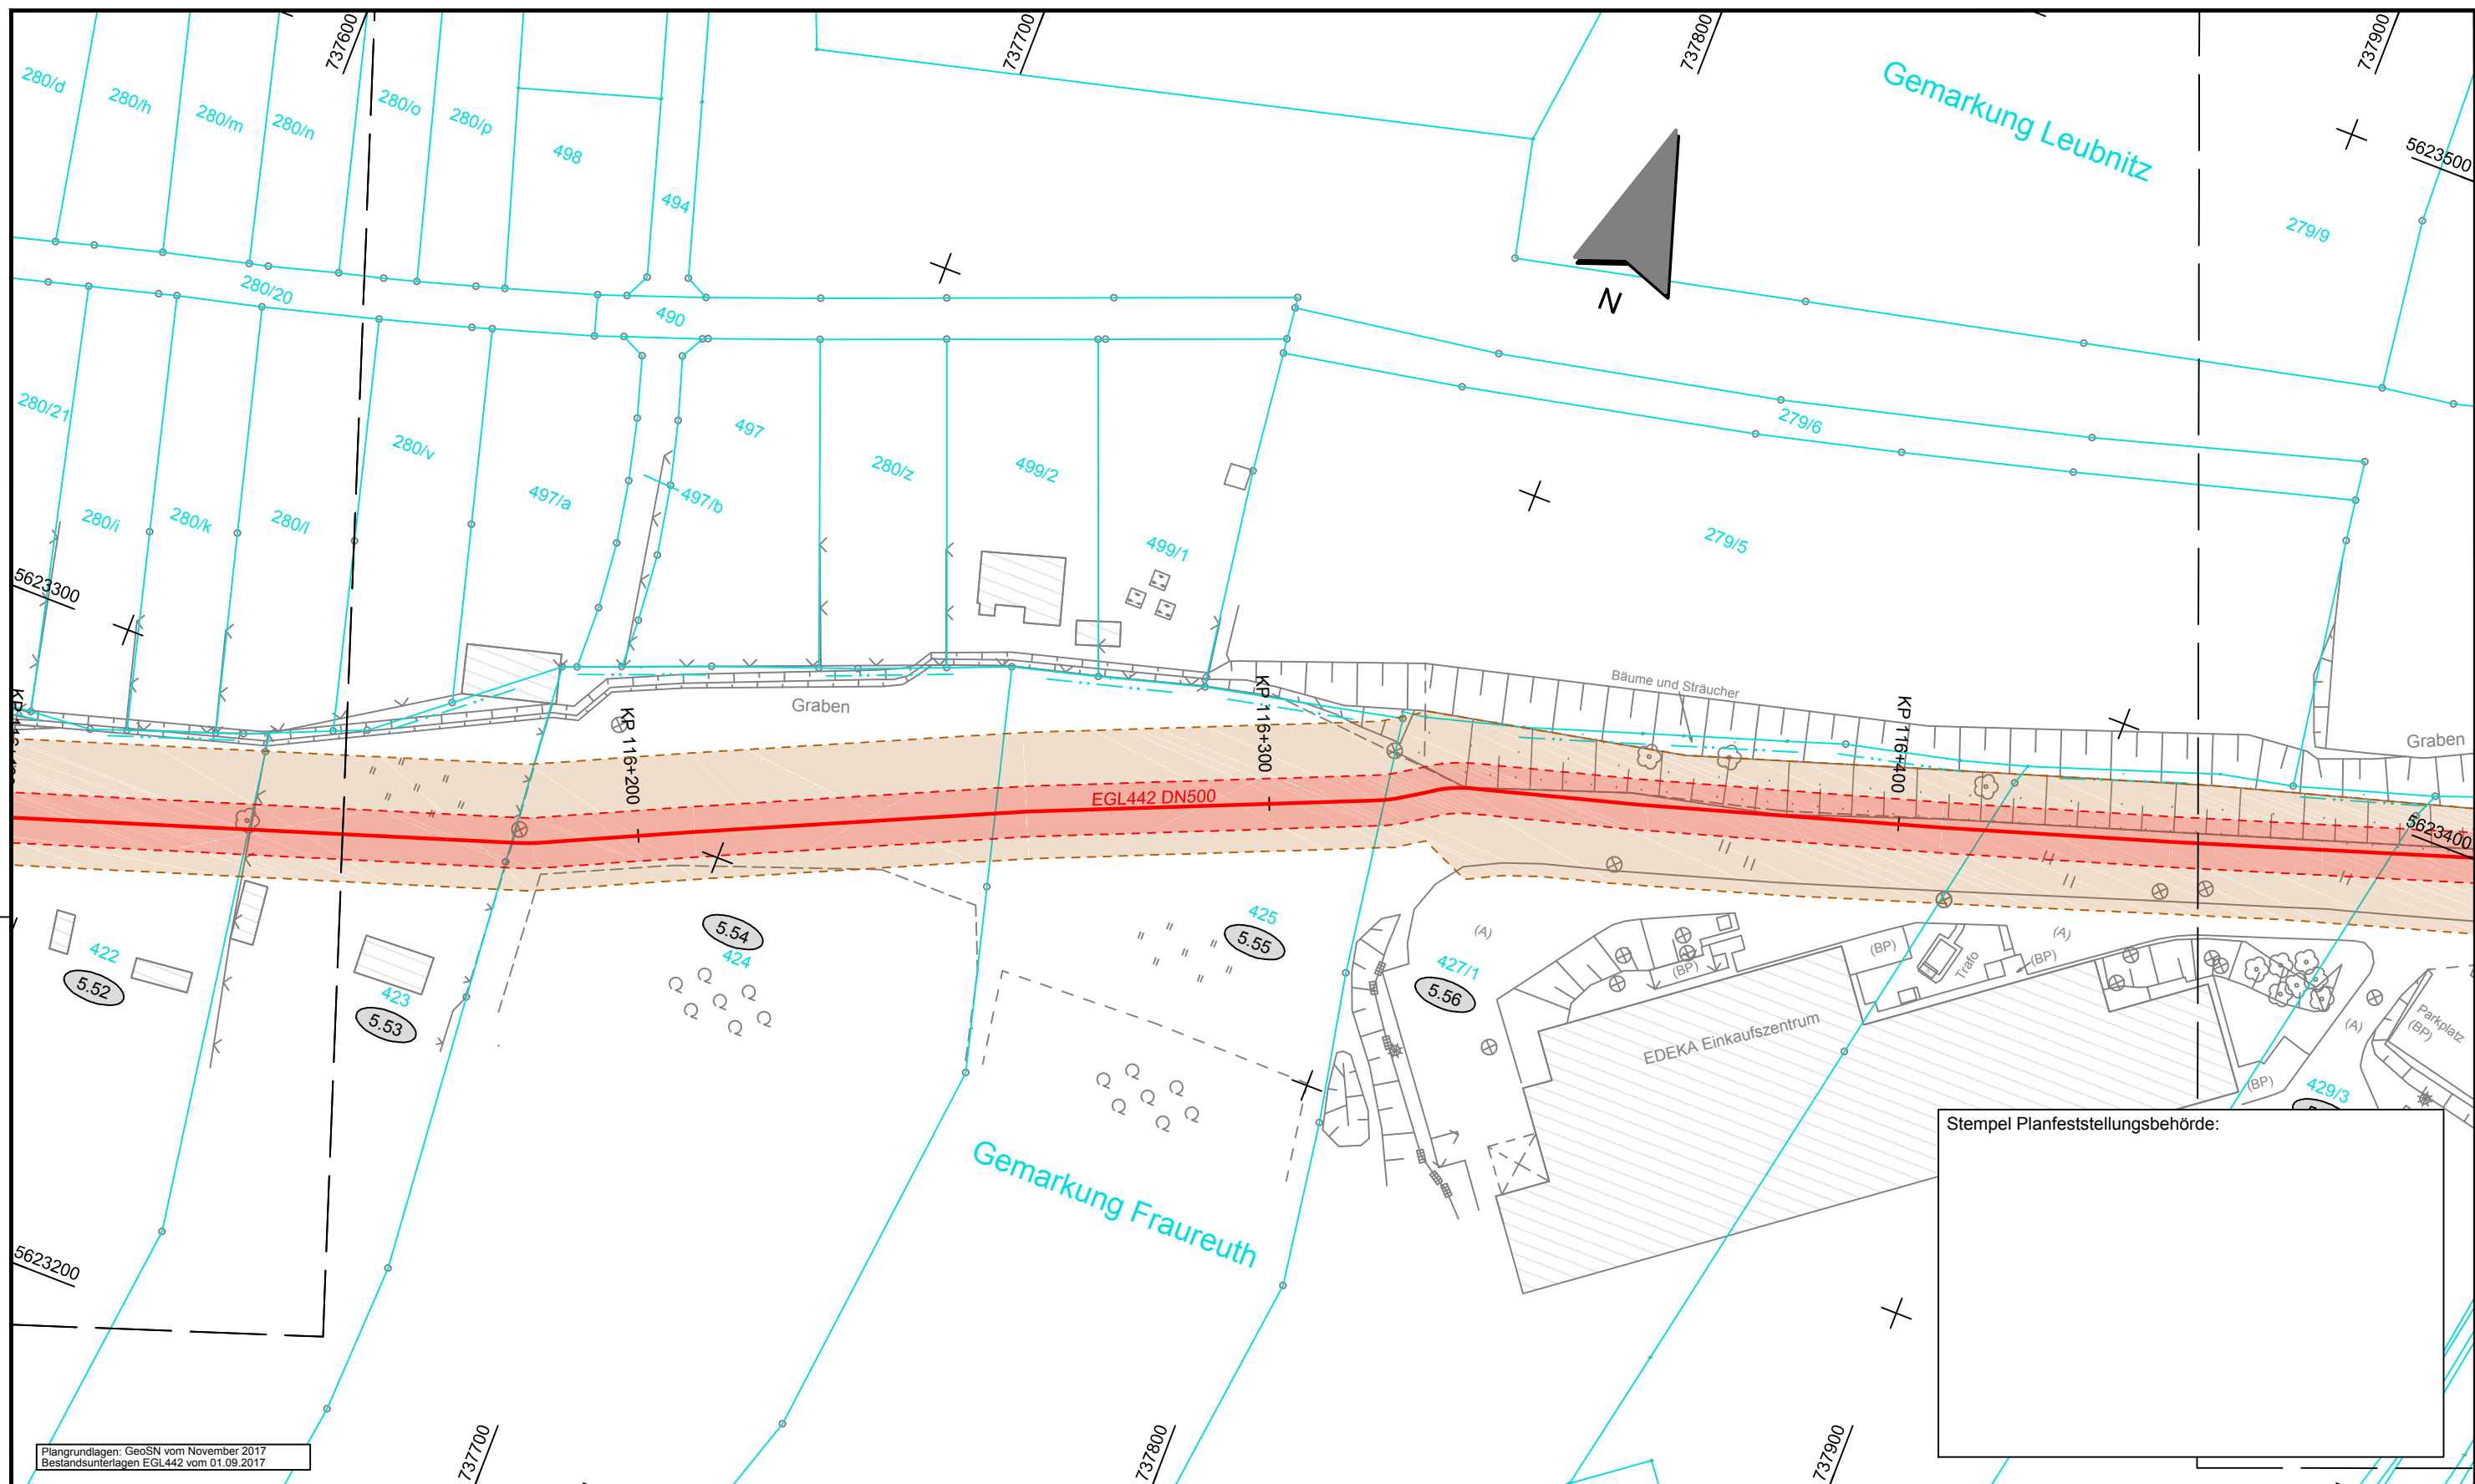 737600
737700
737800
737900
280/d
280/h
280/m
280/n
280/o
280/p
498
494
Gemarkung Leubnitz
5623500
279/9
N
280/20
490
279/6
280/21
280/v
497
280/z
499/2
497/a
497/b
280/i
280/k
280/l
499/1
279/5
5623300
Bäume und Sträucher
Graben
Graben
KP 116+200
KP 116+300
KP 116+400
EGL442 DN500
5623400
422
5.52
423
5.53
5.54
424
425
5.55
427/1
5.56
(A)
(BP)
(BP)
Trafo
(BP)
(A)
EDEKA Einkaufszentrum
(A)
Parkplatz
(BP)
(BP)
429/3
Stempel Planfeststellungsbehörde:
Gemarkung Fraureuth
5623200
737700
737800
737900
Plangrundlagen: GeoSN vom November 2017
Bestandsunterlagen EGL442 vom 01.09.2017